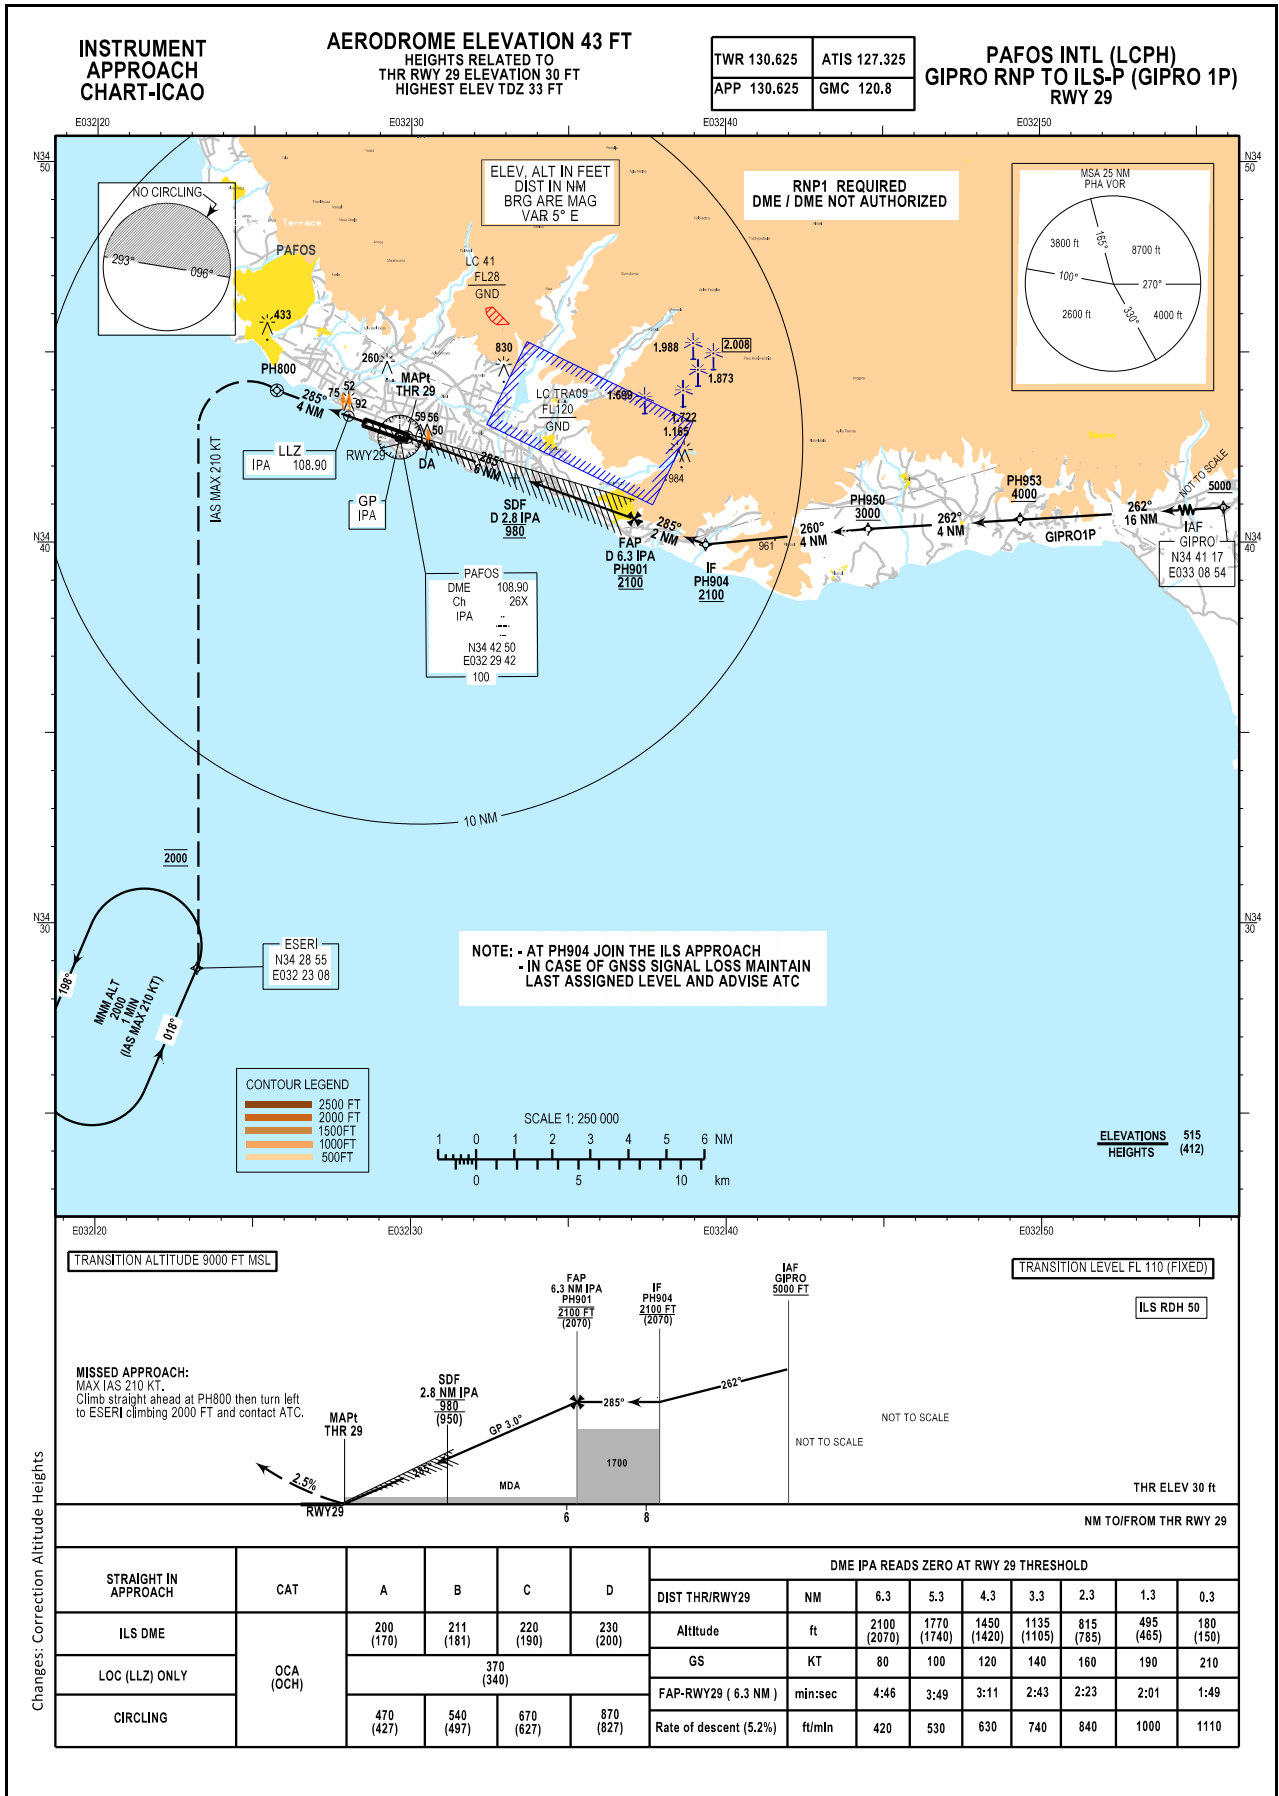 INSTRUMENT
APPROACH
CHART-ICAO
AERODROME ELEVATION 43 FT
HEIGHTS RELATED TO
THR RWY 29 ELEVATION 30 FT
HIGHEST ELEV TDZ 33 FT
TWR 130.625
ATIS 127.325
APP 130.625
GMC 120.8
PAFOS INTL (LCPH)
GIPRO RNP TO ILS-P (GIPRO 1P)
RWY 29
E032|20
E032|30
E032|40
E032|50
N34
50
N34
50
NO CIRCLING
293°
096°
Terrace
PAFOS
ELEV, ALT IN FEET
DIST IN NM
BRG ARE MAG
VAR 5° E
RNP1 REQUIRED
DME / DME NOT AUTHORIZED
MSA 25 NM
PHA VOR
3800 ft
165°
8700 ft
100°
270°
2600 ft
330°
4000 ft
LC 41
FL28
GND
433
PH800
260
830
MAPt
THR 29
1.988
2.008
1.873
1.699
1.722
1.165
984
LC TRA09
FL120
GND
75
52
92
59
56
50
285°
4 NM
LLZ
IPA 108.90
RWY29
DA
GP
IPA
285°
6 NM
SDF
D 2.8 IPA
980
FAP
D 6.3 IPA
PH901
2100
285°
2 NM
IF
PH904
2100
961
260°
4 NM
PH950
3000
262°
4 NM
PH953
4000
GIPRO1P
262°
16 NM
NOT TO SCALE
5000
IAF
GIPRO
N34 41 17
E033 08 54
N34
40
N34
40
IAS MAX 210 KT
PAFOS
DME 108.90
Ch 26X
IPA
N34 42 50
E032 29 42
100
10 NM
2000
N34
30
N34
30
ESERI
N34 28 55
E032 23 08
198°
MNM ALT
2000
1 MIN
(IAS MAX 210 KT)
018°
NOTE: - AT PH904 JOIN THE ILS APPROACH
- IN CASE OF GNSS SIGNAL LOSS MAINTAIN
LAST ASSIGNED LEVEL AND ADVISE ATC
CONTOUR LEGEND
2500 FT
2000 FT
1500FT
1000FT
500FT
SCALE 1: 250 000
1 0 1 2 3 4 5 6 NM
0 5 10 km
ELEVATIONS 515
HEIGHTS (412)
E032|20
E032|30
E032|40
E032|50
TRANSITION ALTITUDE 9000 FT MSL
TRANSITION LEVEL FL 110 (FIXED)
ILS RDH 50
FAP
6.3 NM IPA
PH901
2100 FT
(2070)
IF
PH904
2100 FT
(2070)
IAF
GIPRO
5000 FT
MISSED APPROACH:
MAX IAS 210 KT.
Climb straight ahead at PH800 then turn left
to ESERI climbing 2000 FT and contact ATC.
MAPt
THR 29
SDF
2.8 NM IPA
980
(950)
GP 3.0°
285°
285°
262°
NOT TO SCALE
NOT TO SCALE
1700
MDA
2.5%
RWY29
6
8
THR ELEV 30 ft
NM TO/FROM THR RWY 29
Changes: Correction Altitude Heights
STRAIGHT IN
APPROACH
CAT
A B C D
ILS DME
OCA
(OCH)
200 211 220 230
(170) (181) (190) (200)
LOC (LLZ) ONLY
370
(340)
CIRCLING
470 540 670 870
(427) (497) (627) (827)
DME IPA READS ZERO AT RWY 29 THRESHOLD
DIST THR/RWY29 NM 6.3 5.3 4.3 3.3 2.3 1.3 0.3
Altitude ft 2100 1770 1450 1135 815 495 180
(2070) (1740) (1420) (1105) (785) (465) (150)
GS KT 80 100 120 140 160 190 210
FAP-RWY29 ( 6.3 NM ) min:sec 4:46 3:49 3:11 2:43 2:23 2:01 1:49
Rate of descent (5.2%) ft/min 420 530 630 740 840 1000 1110